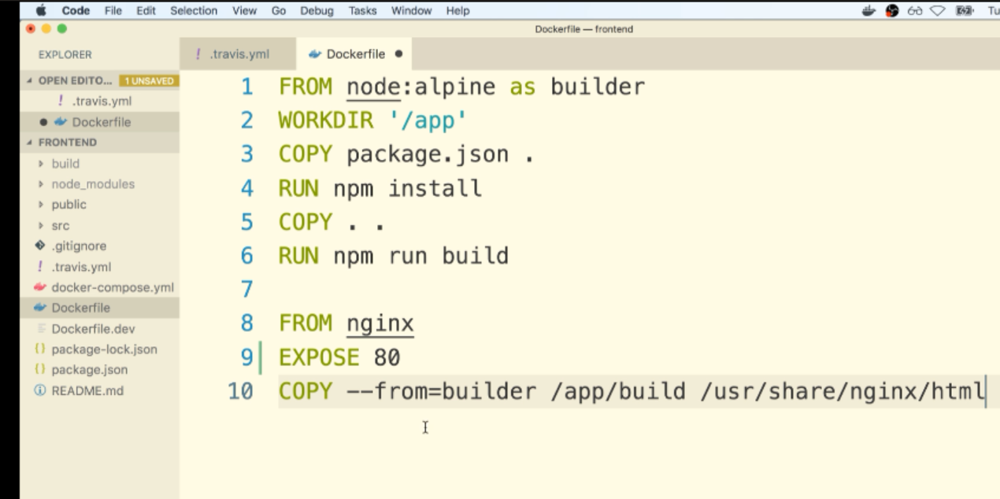 Code File Edit Selection View Go Debug Tasks Window Help Tu
Dockerfile — frontend
EXPLORER
OPEN EDITO... 1 UNSAVED
.travis.yml
Dockerfile
FRONTEND
build
node_modules
public
src
.gitignore
.travis.yml
docker-compose.yml
Dockerfile
Dockerfile.dev
package-lock.json
package.json
README.md
.travis.yml Dockerfile
1 FROM node:alpine as builder
2 WORKDIR '/app'
3 COPY package.json .
4 RUN npm install
5 COPY . .
6 RUN npm run build
7
8 FROM nginx
9 EXPOSE 80
10 COPY --from=builder /app/build /usr/share/nginx/html